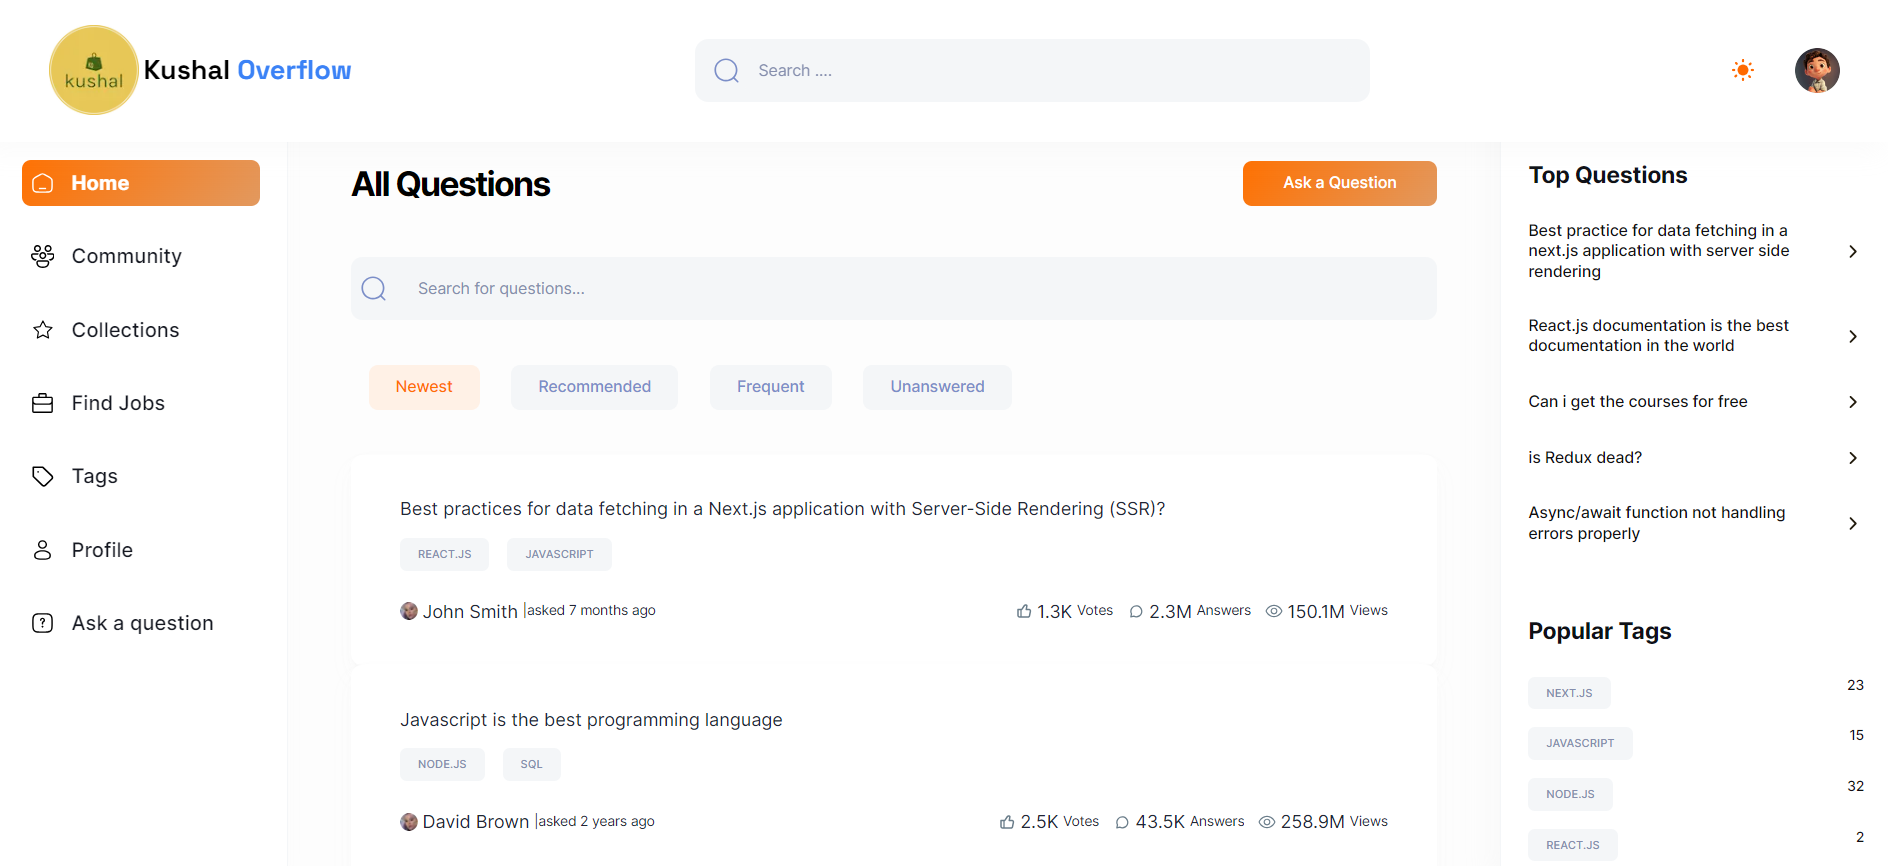 kushal
Kushal Overflow
Search ....
Home
Community
Collections
Find Jobs
Tags
Profile
Ask a question
All Questions
Ask a Question
Search for questions...
Newest
Recommended
Frequent
Unanswered
Best practices for data fetching in a Next.js application with Server-Side Rendering (SSR)?
REACT.JS
JAVASCRIPT
John Smith |asked 7 months ago
1.3K Votes
2.3M Answers
150.1M Views
Javascript is the best programming language
NODE.JS
SQL
David Brown |asked 2 years ago
2.5K Votes
43.5K Answers
258.9M Views
Top Questions
Best practice for data fetching in a
next.js application with server side
rendering
React.js documentation is the best
documentation in the world
Can i get the courses for free
is Redux dead?
Async/await function not handling
errors properly
Popular Tags
NEXT.JS 23
JAVASCRIPT 15
NODE.JS 32
REACT.JS 2